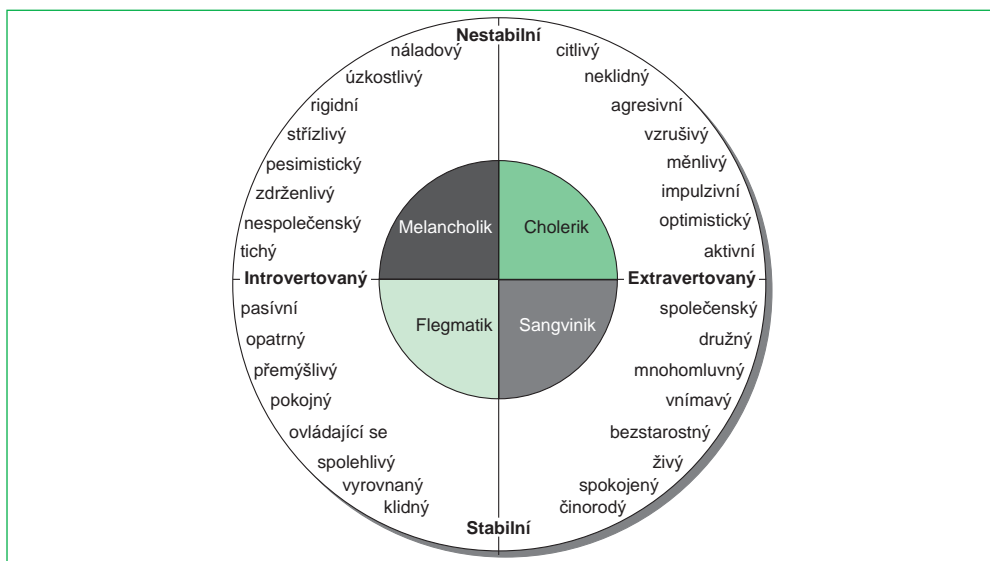 Nestabilní
náladový
citlivý
úzkostlivý
neklidný
rigidní
agresivní
střízlivý
vzrušivý
pesimistický
měnlivý
zdrženlivý
impulzivní
nespolečenský
Melancholik
Cholerik
optimistický
tichý
aktivní
Introvertovaný
Extravertovaný
pasívní
společenský
opatrný
Flegmatik
Sangvinik
družný
přemýšlivý
mnohomluvný
pokojný
vnímavý
ovládající se
bezstarostný
spolehlivý
živý
vyrovnaný
spokojený
klidný
činorodý
Stabilní